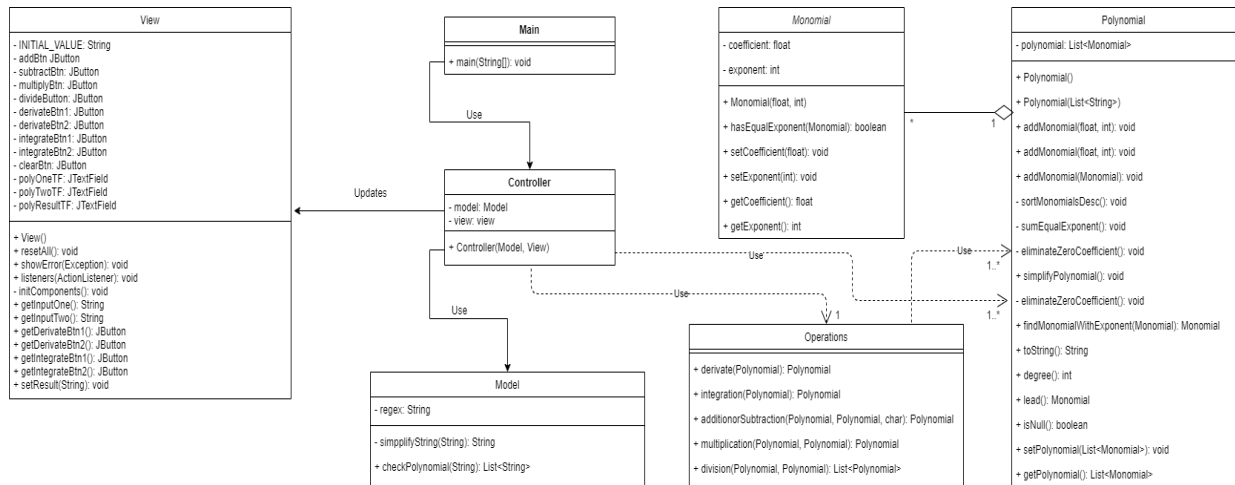 View
- INITIAL_VALUE: String
- addBtn JButton
- subtractBtn: JButton
- multiplyBtn: JButton
- divideButton: JButton
- derivateBtn1: JButton
- derivateBtn2: JButton
- integrateBtn1: JButton
- integrateBtn2: JButton
- clearBtn: JButton
- polyOneTF: JTextField
- polyTwoTF: JTextField
- polyResultTF: JTextField
+ View()
+ resetAll(): void
+ showError(Exception): void
+ listeners(ActionListener): void
- initComponents(): void
+ getInputOne(): String
+ getInputTwo(): String
+ getDerivateBtn1(): JButton
+ getDerivateBtn2(): JButton
+ getIntegrateBtn1(): JButton
+ getIntegrateBtn2(): JButton
+ setResult(String): void
Updates
Main
+ main(String[]): void
Use
Controller
- model: Model
- view: view
+ Controller(Model, View)
Use
Model
- regex: String
- simpplifyString(String): String
+ checkPolynomial(String): List<String>
Use
1
Use
1..*
Operations
+ derivate(Polynomial): Polynomial
+ integration(Polynomial): Polynomial
+ additionorSubtraction(Polynomial, Polynomial, char): Polynomial
+ multiplication(Polynomial, Polynomial): Polynomial
+ division(Polynomial, Polynomial): List<Polynomial>
Use
1..*
Monomial
- coefficient: float
- exponent: int
+ Monomial(float, int)
+ hasEqualExponent(Monomial): boolean
+ setCoefficient(float): void
+ setExponent(int): void
+ getCoefficient(): float
+ getExponent(): int
*
1
Polynomial
- polynomial: List<Monomial>
+ Polynomial()
+ Polynomial(List<String>)
+ addMonomial(float, int): void
+ addMonomial(float, int): void
+ addMonomial(Monomial): void
- sortMonomialsDesc(): void
- sumEqualExponent(): void
- eliminateZeroCoefficient(): void
+ simplifyPolynomial(): void
- eliminateZeroCoefficient(): void
+ findMonomialWithExponent(Monomial): Monomial
+ toString(): String
+ degree(): int
+ lead(): Monomial
+ isNull(): boolean
+ setPolynomial(List<Monomial>): void
+ getPolynomial(): List<Monomial>